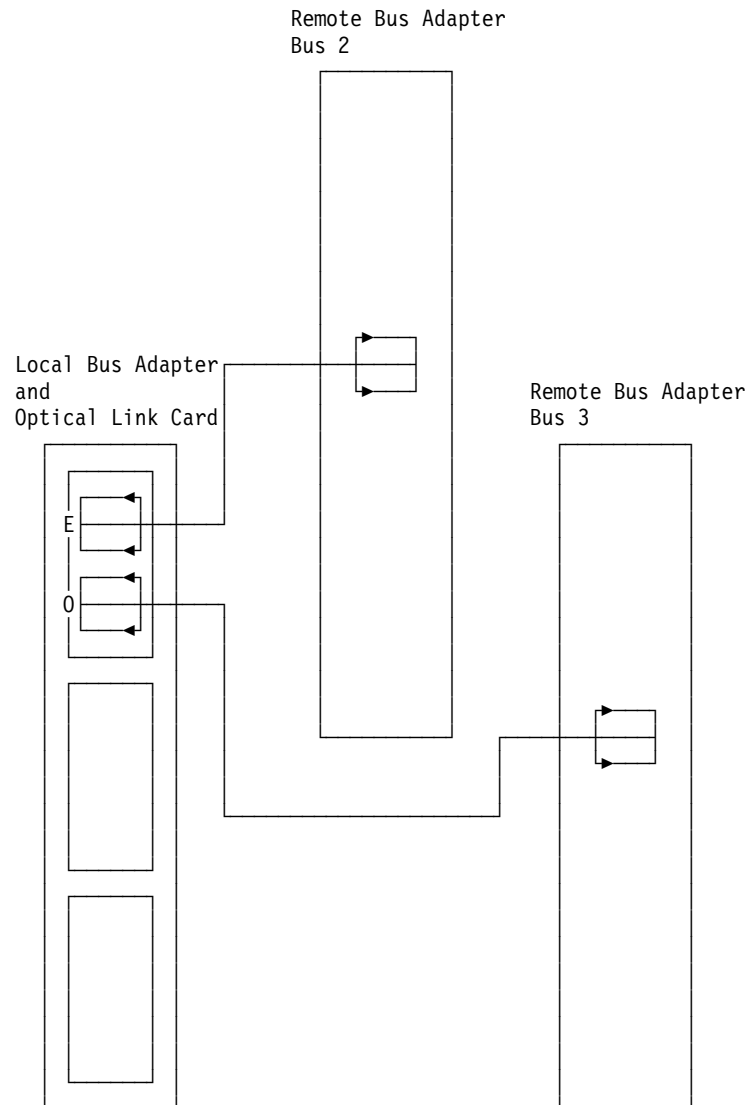 Remote Bus Adapter
Bus 2
Local Bus Adapter
and
Optical Link Card
Remote Bus Adapter
Bus 3
E
O